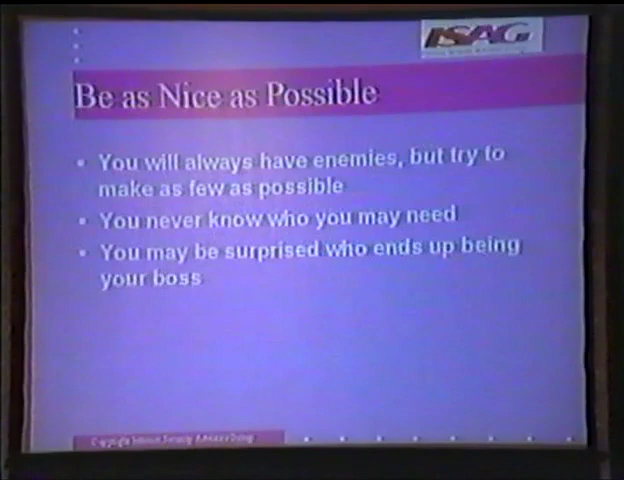 ISAG
Be as Nice as Possible
• You will always have enemies, but try to
make as few as possible
• You never know who you may need
• You may be surprised who ends up being
your boss